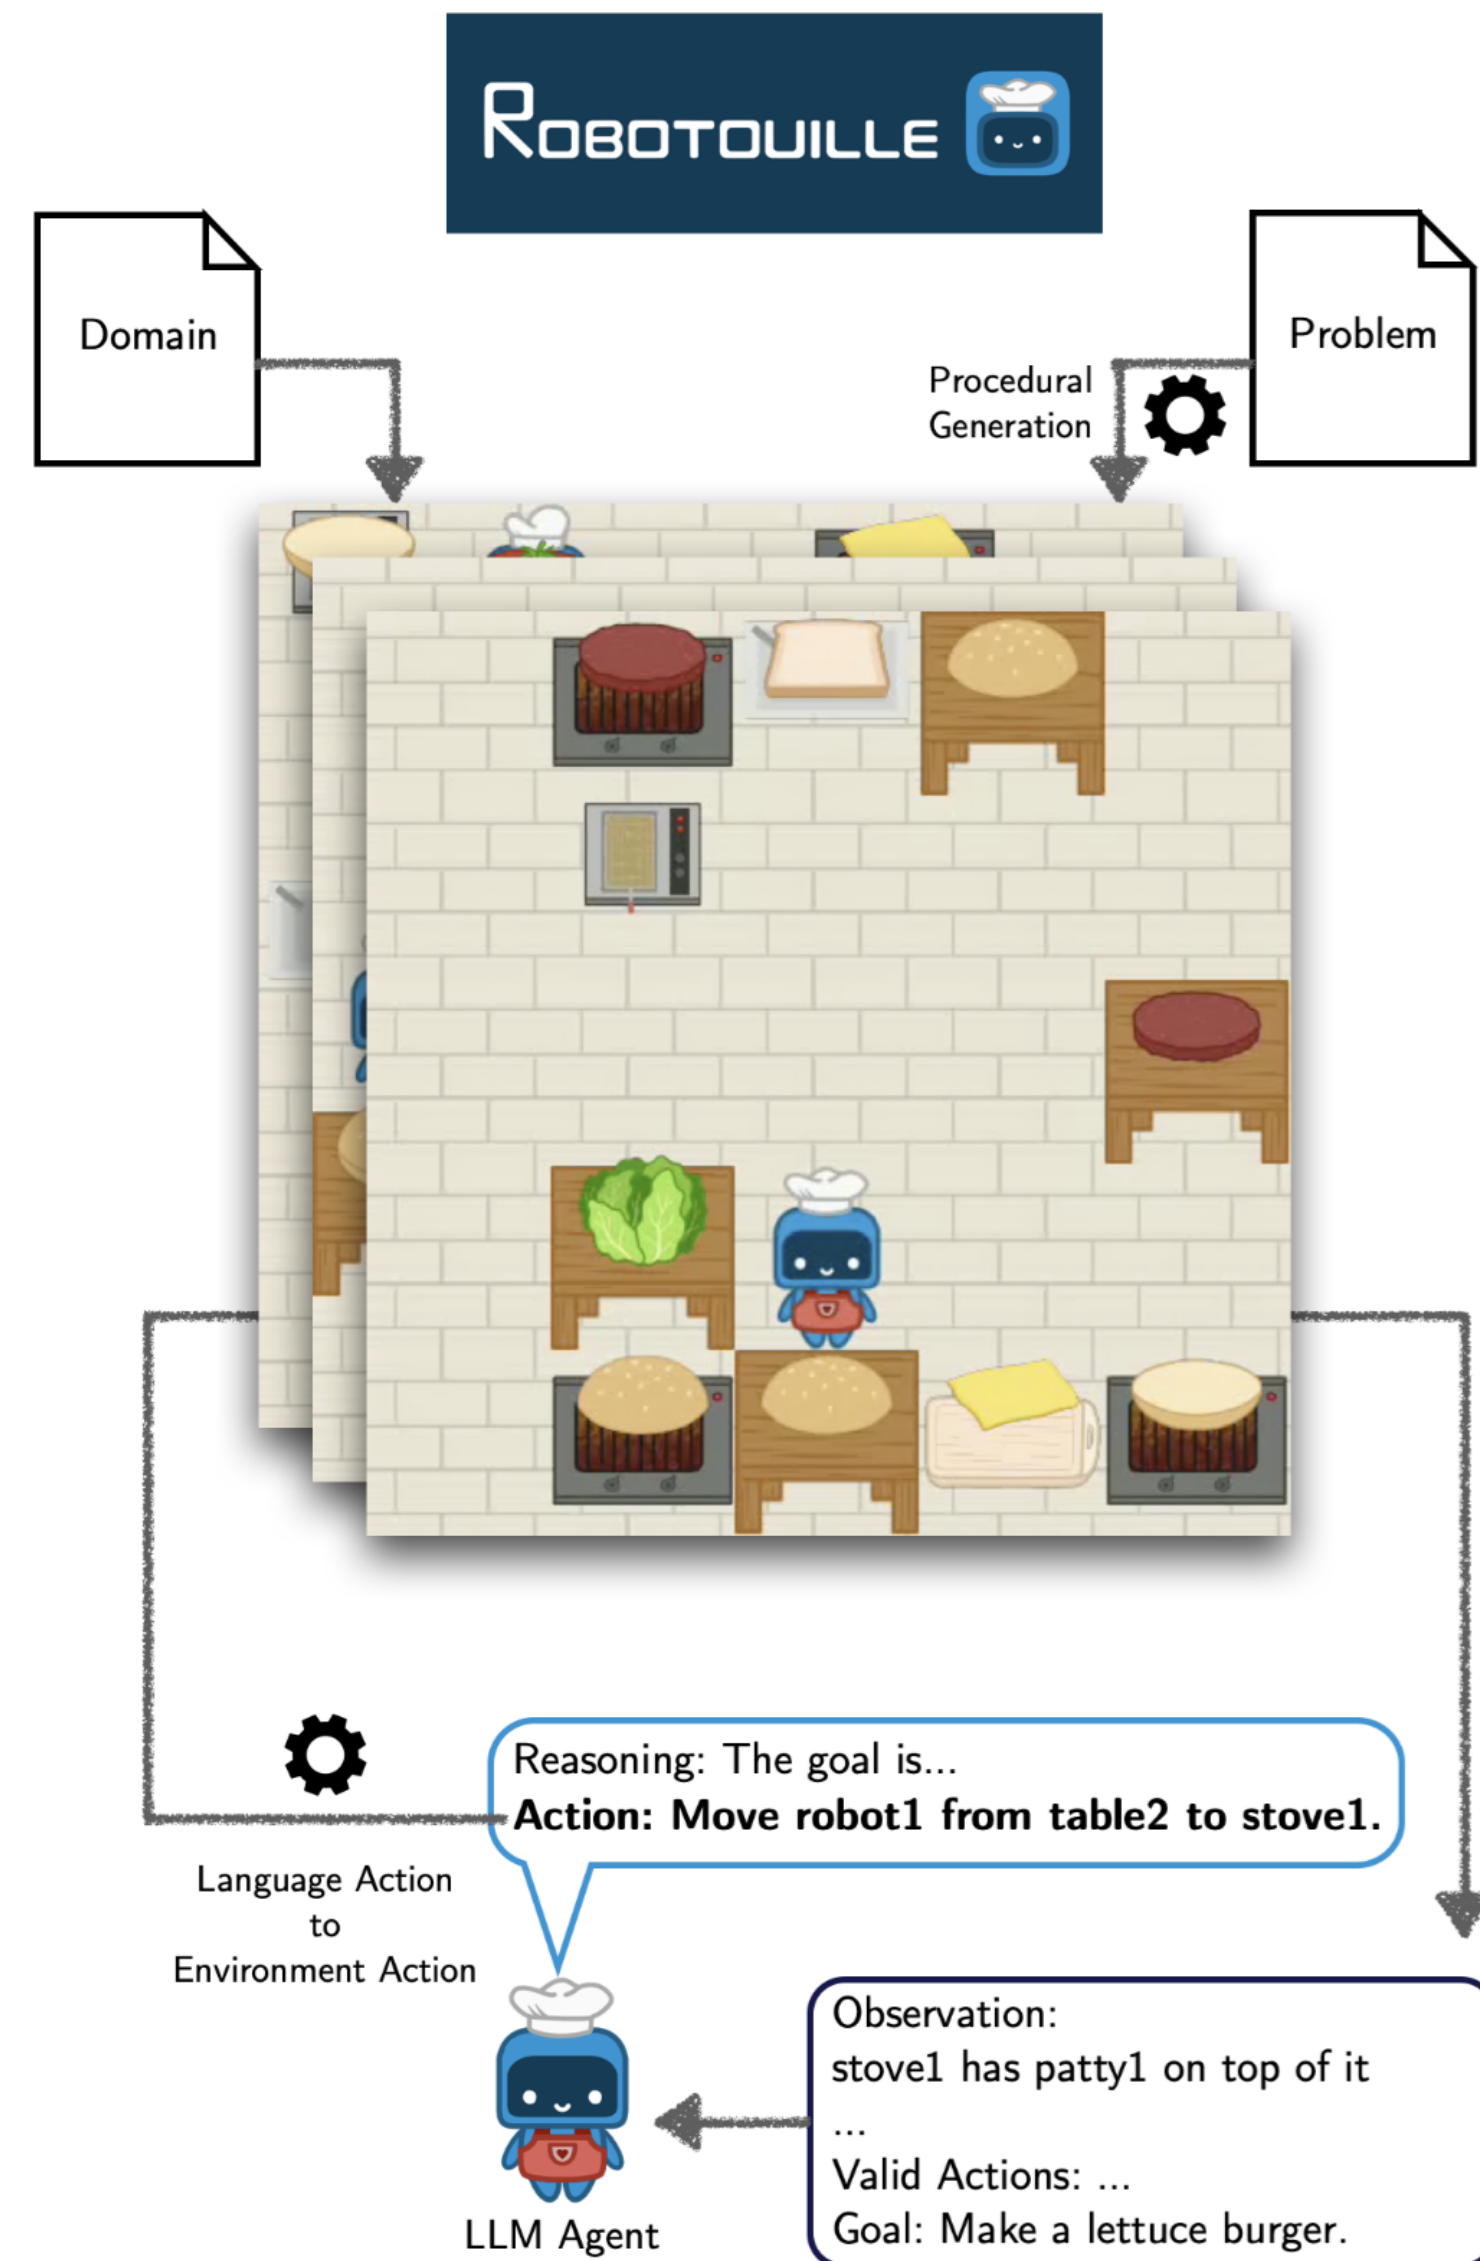 ROBOTOUILLE
Domain
Problem
Procedural
Generation
Reasoning: The goal is...
Action: Move robot1 from table2 to stove1.
Language Action
to
Environment Action
Observation:
stove1 has patty1 on top of it
...
Valid Actions: ...
Goal: Make a lettuce burger.
LLM Agent